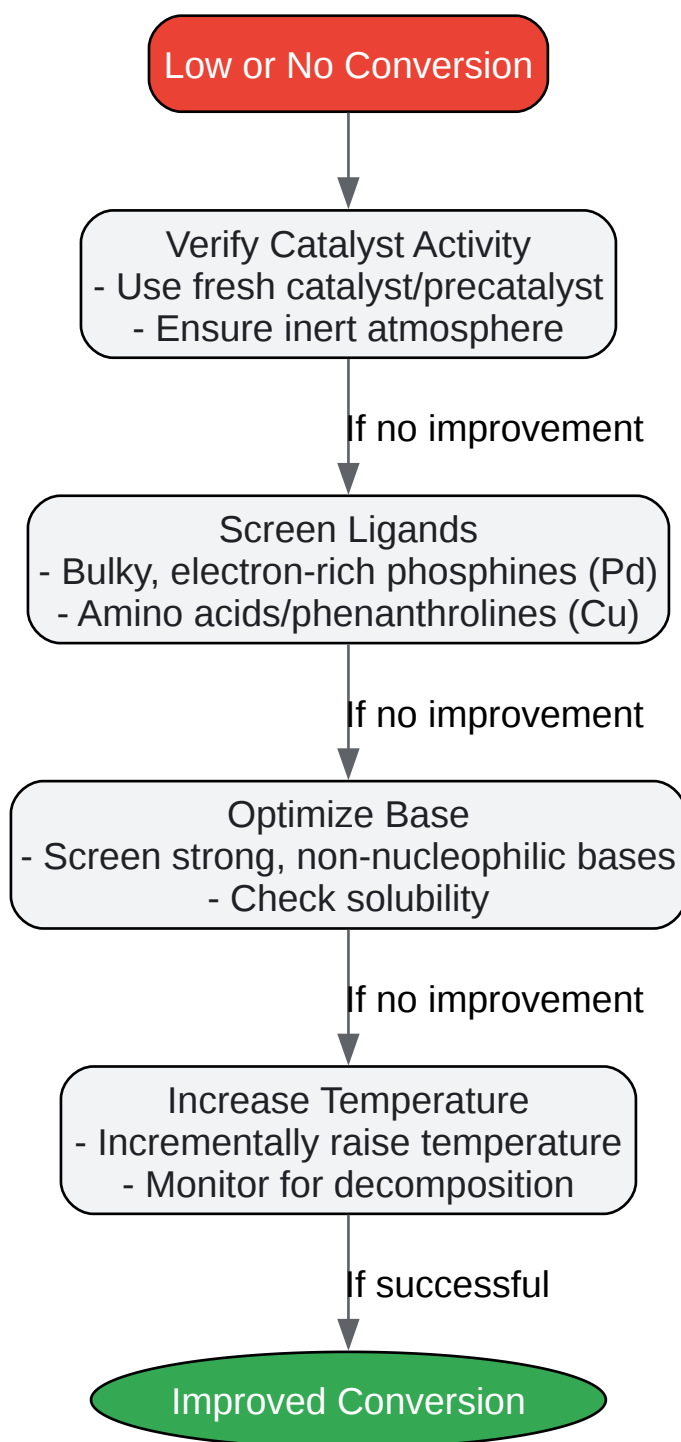 Low or No Conversion
Verify Catalyst Activity
- Use fresh catalyst/precatalyst
- Ensure inert atmosphere
If no improvement
Screen Ligands
- Bulky, electron-rich phosphines (Pd)
- Amino acids/phenanthrolines (Cu)
If no improvement
Optimize Base
- Screen strong, non-nucleophilic bases
- Check solubility
If no improvement
Increase Temperature
- Incrementally raise temperature
- Monitor for decomposition
If successful
Improved Conversion